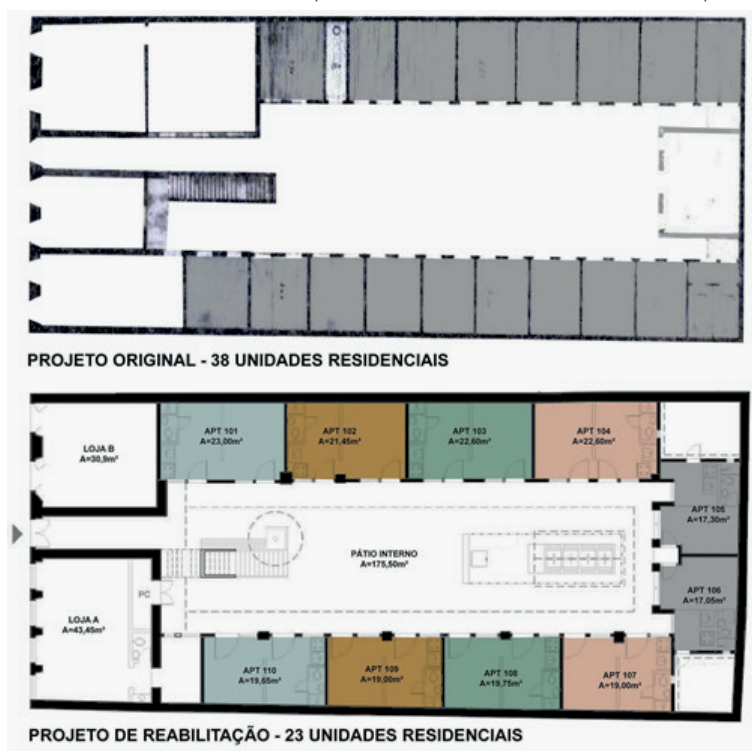 PROJETO ORIGINAL - 38 UNIDADES RESIDENCIAIS
LOJA B
A=30,9m²
APT 101
A=23,00m²
APT 102
A=21,45m²
APT 103
A=22,60m²
APT 104
A=22,60m²
APT 105
A=17,30m²
PÁTIO INTERNO
A=175,50m²
APT 106
A=17,05m²
PC
LOJA A
A=43,45m²
APT 110
A=19,65m²
APT 109
A=19,00m²
APT 108
A=19,75m²
APT 107
A=19,00m²
PROJETO DE REABILITAÇÃO - 23 UNIDADES RESIDENCIAIS